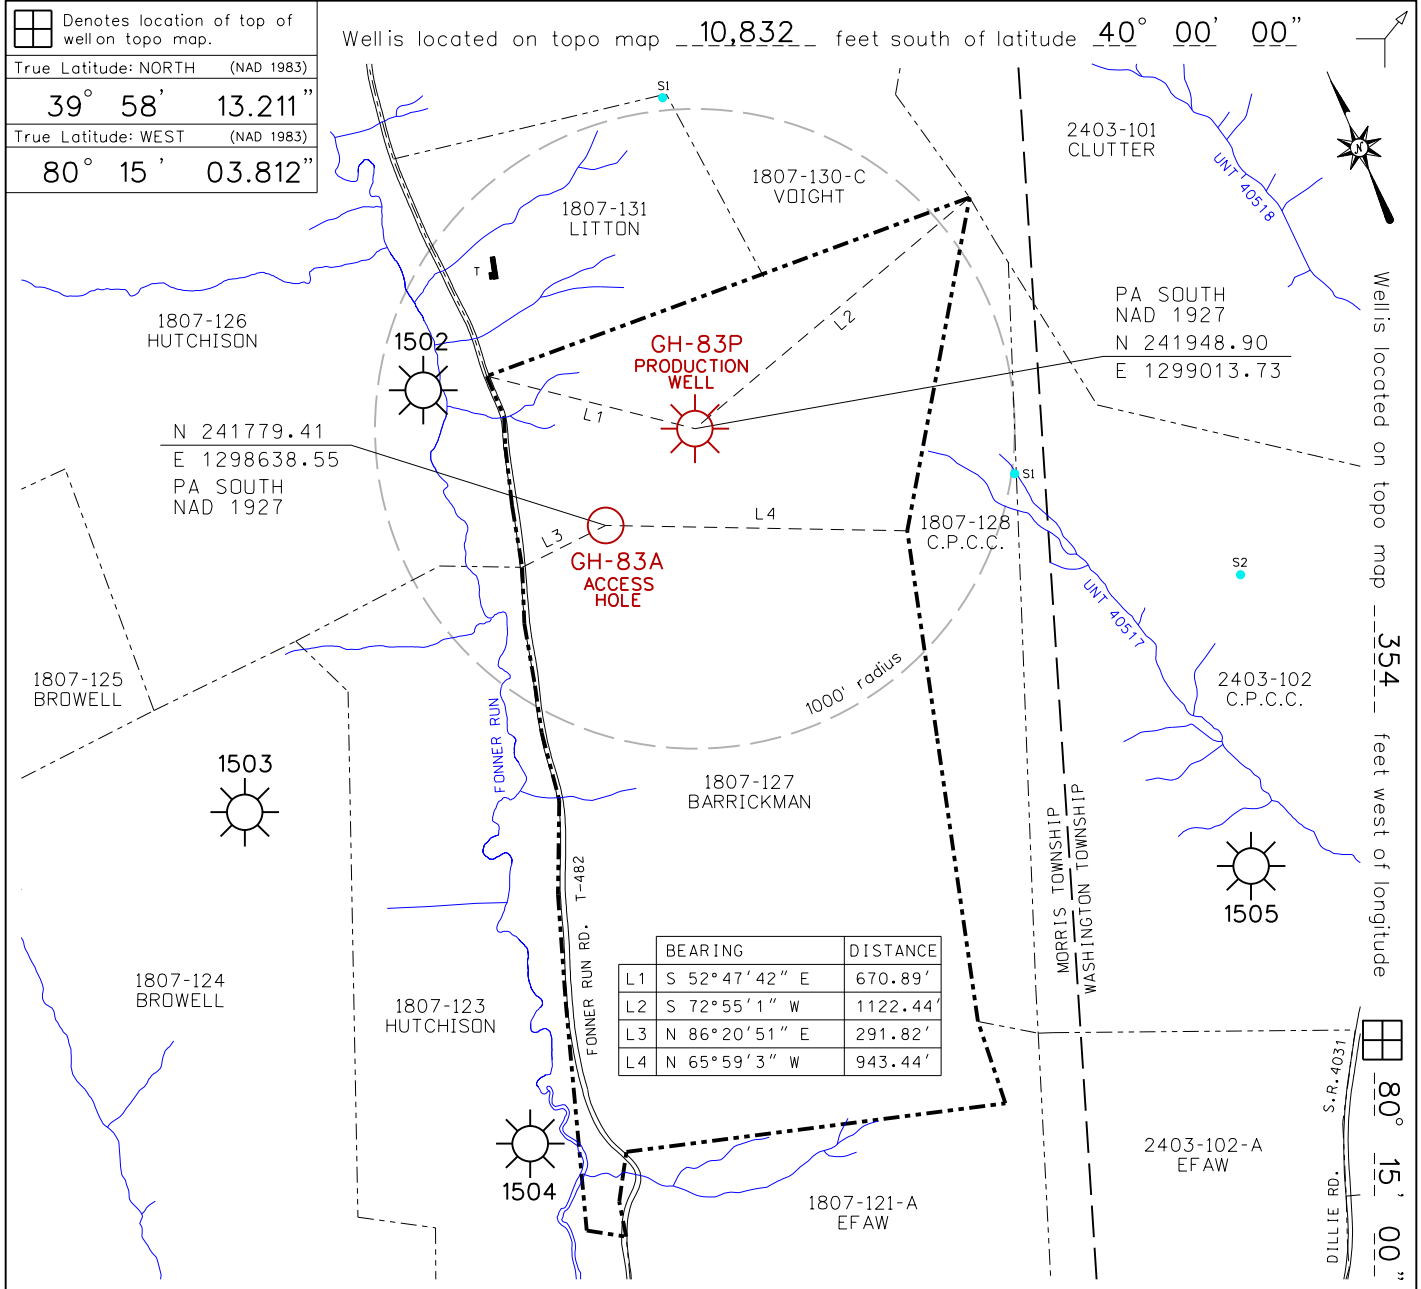 Denotes location of top of
well on topo map.
True Latitude: NORTH (NAD 1983)
39° 58' 13.211"
True Latitude: WEST (NAD 1983)
80° 15' 03.812"
Well is located on topo map 10,832 feet south of latitude 40° 00' 00"
S1
2403-101
CLUTTER
UNT 40518
N
1807-130-C
VOIGHT
1807-131
LITTON
T
1807-126
HUTCHISON
1502
L2
GH-83P
PRODUCTION
WELL
L1
PA SOUTH
NAD 1927
N 241948.90
E 1299013.73
N 241779.41
E 1298638.55
PA SOUTH
NAD 1927
S1
L4
L3
1807-128
C.P.C.C.
GH-83A
ACCESS
HOLE
S2
UNT 40517
1000' radius
1807-125
BROWELL
2403-102
C.P.C.C.
FONNER RUN
1503
1807-127
BARRICKMAN
MORRIS TOWNSHIP
WASHINGTON TOWNSHIP
1505
FONNER RUN RD. T-482
BEARING DISTANCE
L1 S 52°47'42" E 670.89'
L2 S 72°55'1" W 1122.44'
L3 N 86°20'51" E 291.82'
L4 N 65°59'3" W 943.44'
1807-124
BROWELL
1807-123
HUTCHISON
1504
1807-121-A
EFAW
2403-102-A
EFAW
DILLIE RD. S.R. 4031
Well is located on topo map 354 feet west of longitude 80° 15' 00"